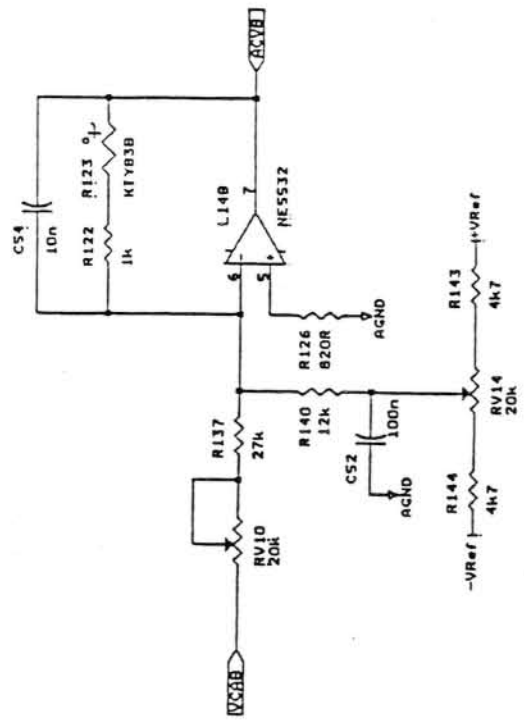 C54
10n
R122
1k
R123
KTY83B
L14B
NE5532
6
5
7
ACVB
R126
820R
AGND
R137
27k
RV10
20k
R140
12k
C52
100n
AGND
-VRef
R144
4k7
RV14
20k
R143
4k7
+VRef